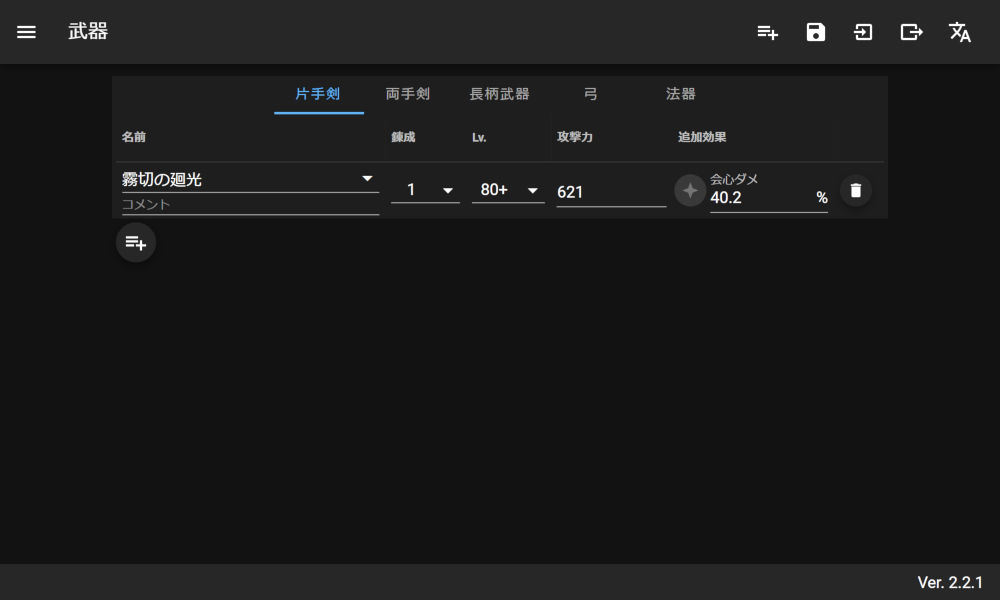 武器
片手剣 両手剣 長柄武器 弓 法器
名前 錬成 Lv. 攻撃力 追加効果
霧切の廻光 1 80+ 621 会心ダメ 40.2 %
コメント
Ver. 2.2.1